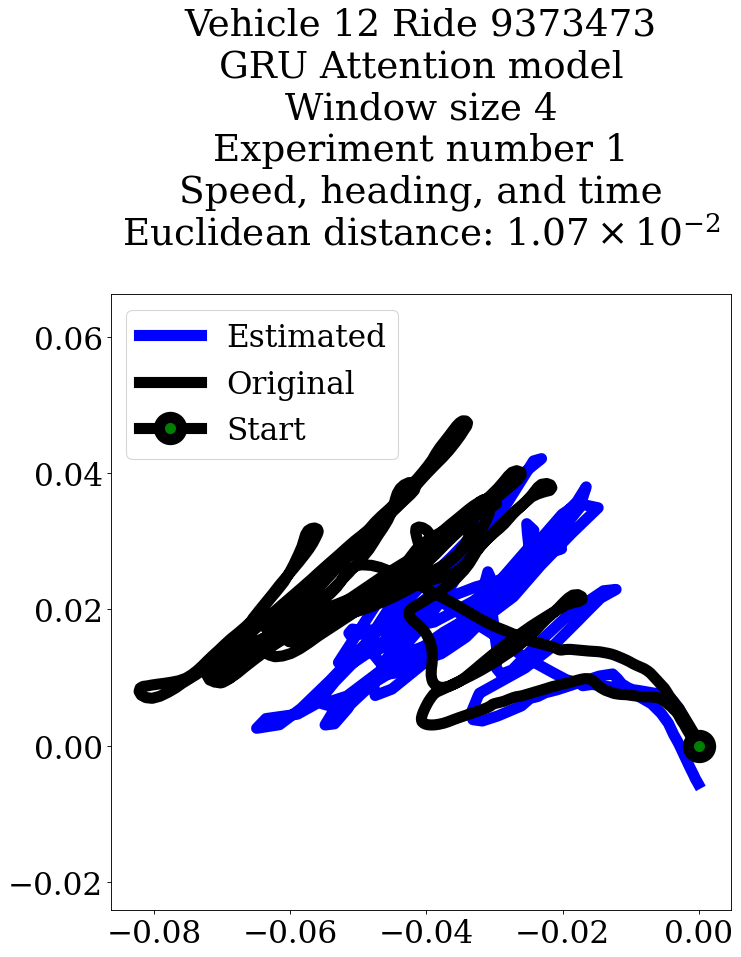 Vehicle 12 Ride 9373473
GRU Attention model
Window size 4
Experiment number 1
Speed, heading, and time
Euclidean distance: 1.07 × 10⁻²
Estimated
Original
Start
0.06
0.04
0.02
0.00
−0.02
−0.08
−0.06
−0.04
−0.02
0.00